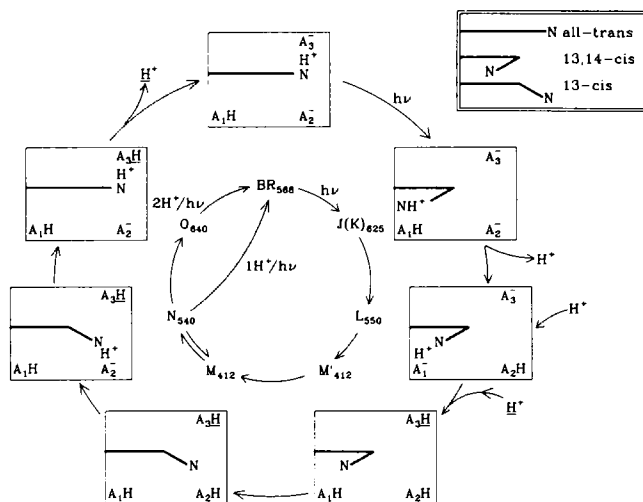 A₃⁻
H⁺
N
A₁H A₂⁻
N all-trans
N 13,14-cis
13-cis
N
H⁺
hν
A₃H
H⁺
N
A₁H A₂⁻
A₃⁻
NH⁺
A₁H A₂⁻
2H⁺/hν
BR₅₆₈
hν
O₆₄₀
J(K)₆₂₅
1H⁺/hν
H⁺
A₃H
N
H⁺
A₁H A₂⁻
N₅₄₀
L₅₅₀
M₄₁₂
M'₄₁₂
A₃⁻
H⁺ N
A₁⁻ A₂H
H⁺
H⁺
A₃H
N
A₁H A₂H
A₃H
N
A₁H A₂H